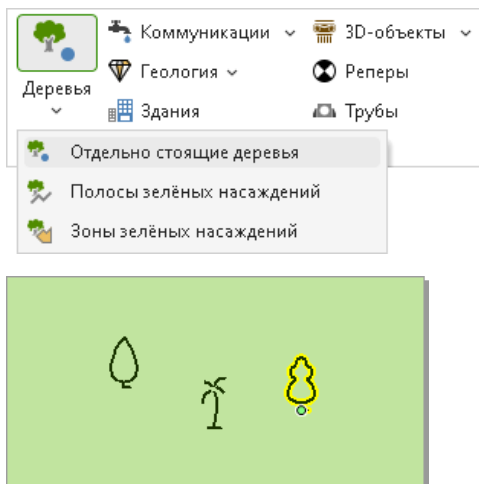 Деревья
Коммуникации
3D-объекты
Геология
Реперы
Здания
Трубы
Отдельно стоящие деревья
Полосы зелёных насаждений
Зоны зелёных насаждений